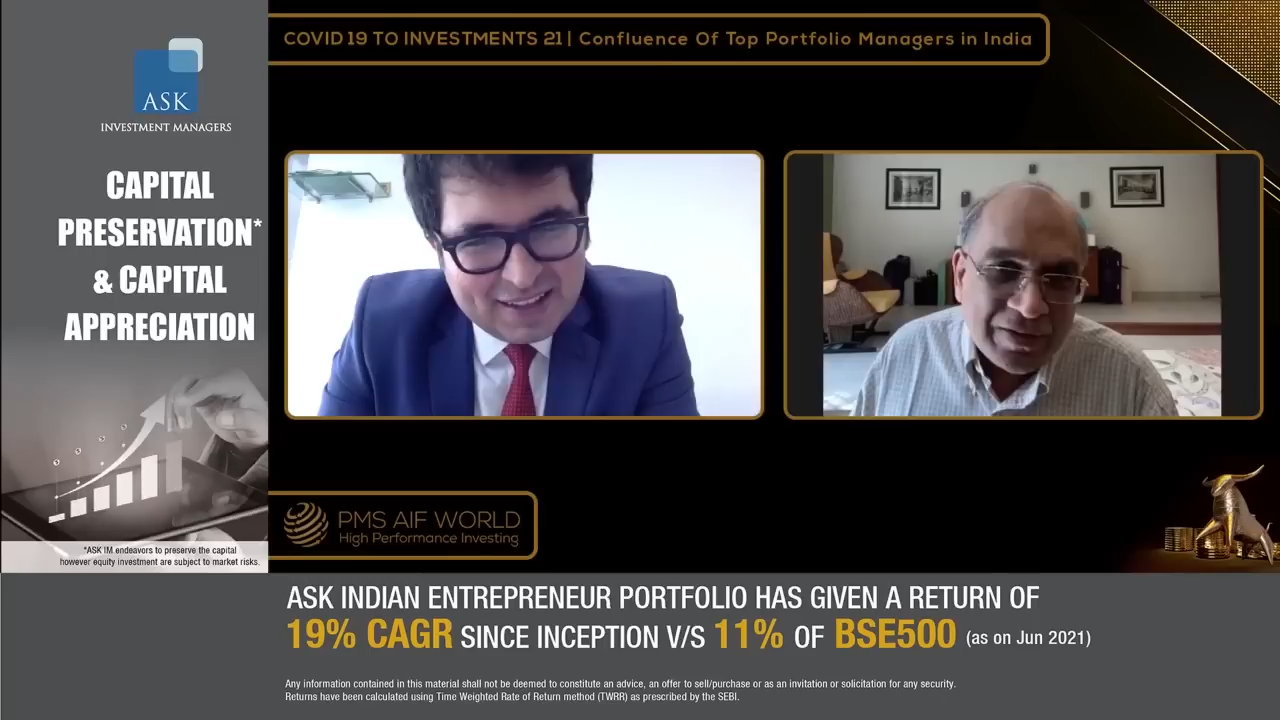 ASK
INVESTMENT MANAGERS
CAPITAL
PRESERVATION*
& CAPITAL
APPRECIATION
*ASK IM endeavors to preserve the capital
however equity investment are subject to market risks.
COVID 19 TO INVESTMENTS 21 | Confluence Of Top Portfolio Managers in India
PMS AIF WORLD
High Performance Investing
ASK INDIAN ENTREPRENEUR PORTFOLIO HAS GIVEN A RETURN OF
19% CAGR SINCE INCEPTION V/S 11% OF BSE500 (as on Jun 2021)
Any information contained in this material shall not be deemed to constitute an advice, an offer to sell/purchase or as an invitation or solicitation for any security.
Returns have been calculated using Time Weighted Rate of Return method (TWRR) as prescribed by the SEBI.